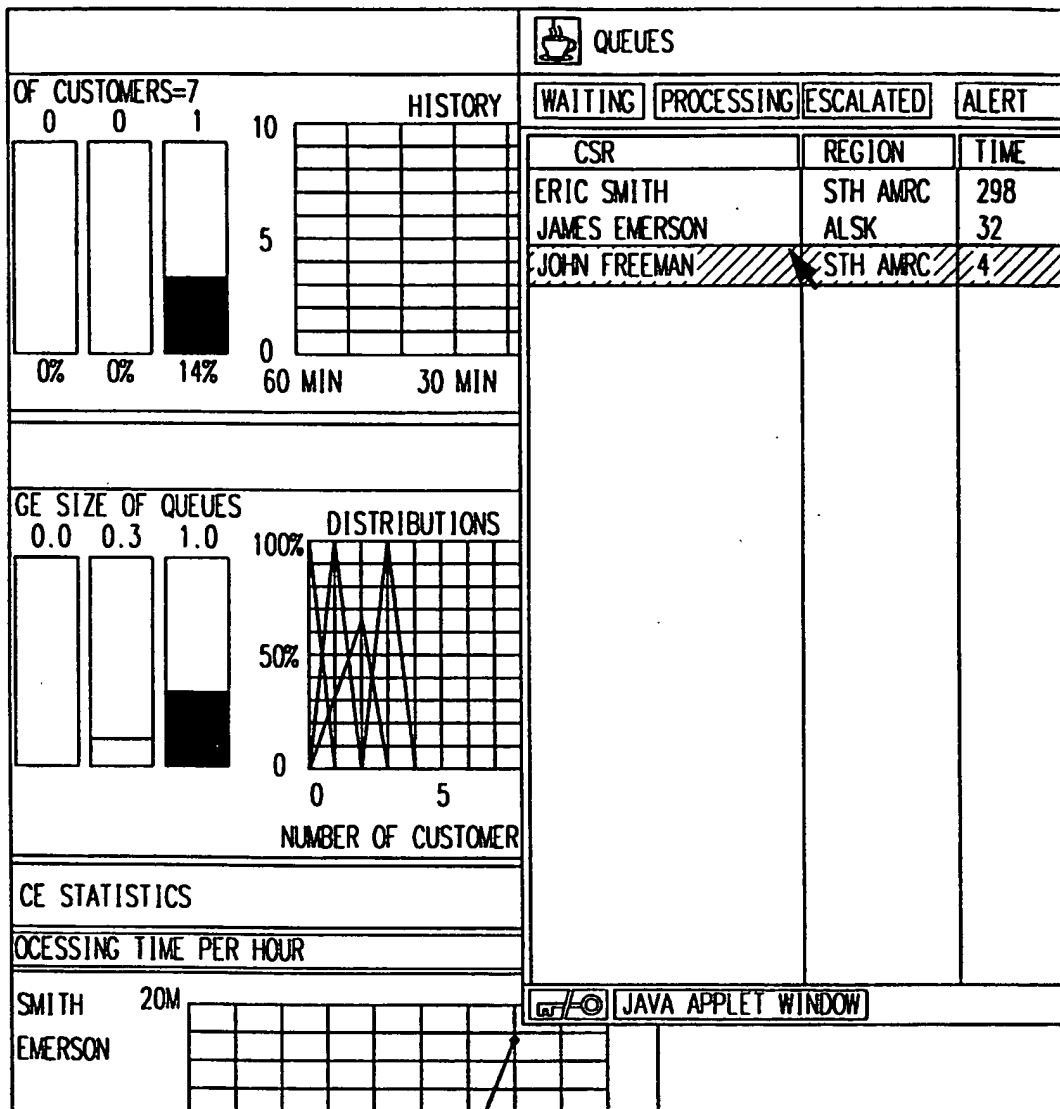 OF CUSTOMERS=7
0 0 1
HISTORY
10
5
0
0% 0% 14%
60 MIN 30 MIN
GE SIZE OF QUEUES
0.0 0.3 1.0
DISTRIBUTIONS
100%
50%
0
0 5
NUMBER OF CUSTOMER
CE STATISTICS
OCESSING TIME PER HOUR
SMITH 20M
EMERSON
QUEUES
WAITING PROCESSING ESCALATED ALERT
CSR REGION TIME
ERIC SMITH STH AMRC 298
JAMES EMERSON ALSK 32
JOHN FREEMAN STH AMRC 4
JAVA APPLET WINDOW